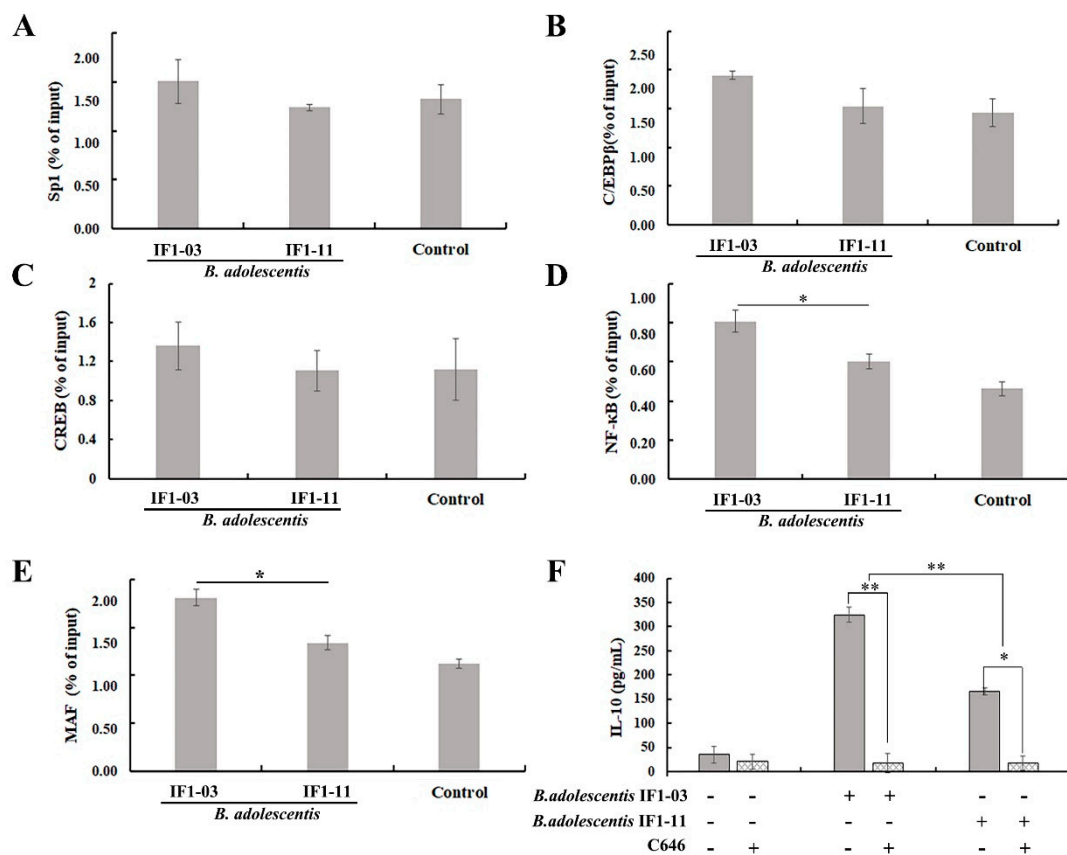 A
Sp1 (% of input)
2.00
1.50
1.00
0.50
0.00
IF1-03 IF1-11 Control
B. adolescentis
B
C/EBPβ(% of input)
2.50
2.00
1.50
1.00
0.50
0.00
IF1-03 IF1-11 Control
B. adolescentis
C
CREB (% of input)
2
1.6
1.2
0.8
0.4
0
IF1-03 IF1-11 Control
B. adolescentis
D
NF-κB (% of input)
1.00
0.80
0.60
0.40
0.20
0.00
*
IF1-03 IF1-11 Control
B. adolescentis
E
MAF (% of input)
2.00
1.50
1.00
0.50
0.00
*
IF1-03 IF1-11 Control
B. adolescentis
F
IL-10 (pg/mL)
400
350
300
250
200
150
100
50
0
**
**
*
B.adolescentis IF1-03 - - + + - -
B.adolescentis IF1-11 - - - - + +
C646 - + - + - +